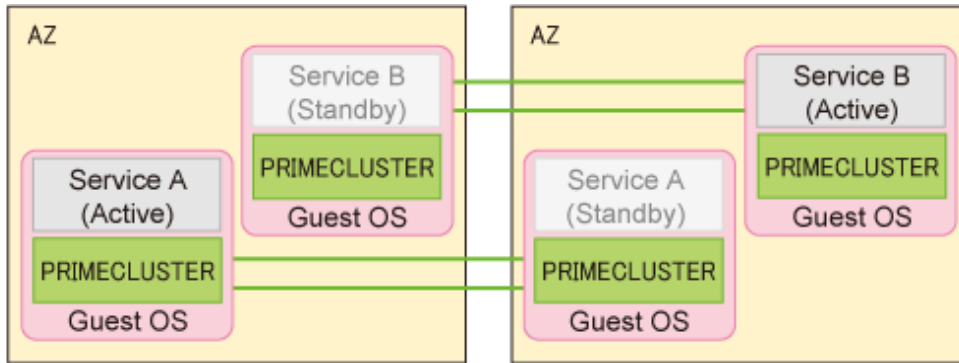 AZ
Service B
(Standby)
PRIMECLUSTER
Guest OS
Service A
(Active)
PRIMECLUSTER
Guest OS
AZ
Service B
(Active)
PRIMECLUSTER
Guest OS
Service A
(Standby)
PRIMECLUSTER
Guest OS